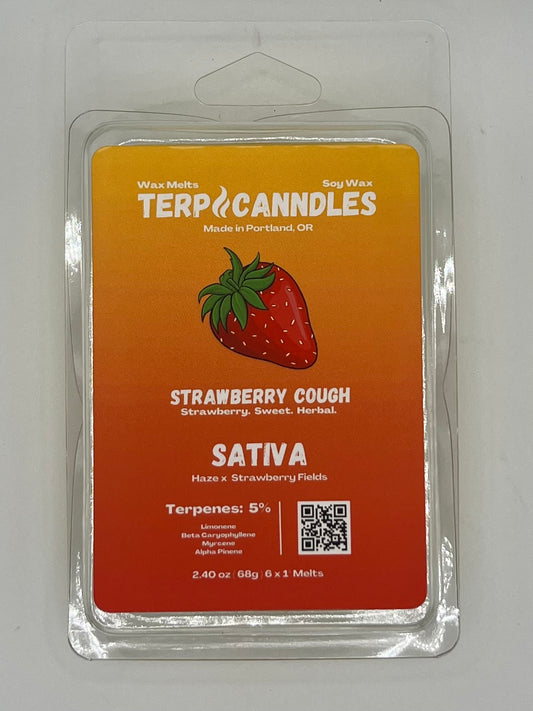 Wax Melts Soy Wax
TERP CANNDLES
Made in Portland, OR
STRAWBERRY COUGH
Strawberry. Sweet. Herbal.
SATIVA
Haze x Strawberry Fields
Terpenes: 5%
Limonene
Beta Caryophyllene
Myrcene
Alpha Pinene
2.40 oz | 68g | 6 x 1 Melts